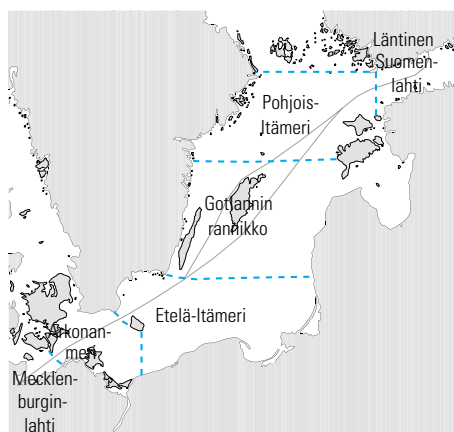 Läntinen
Suomen-
lahti
Pohjois-
Itämeri
Gotlannin
rannikko
Etelä-Itämeri
Arkonan-
meri
Mecklen-
burgin-
lahti